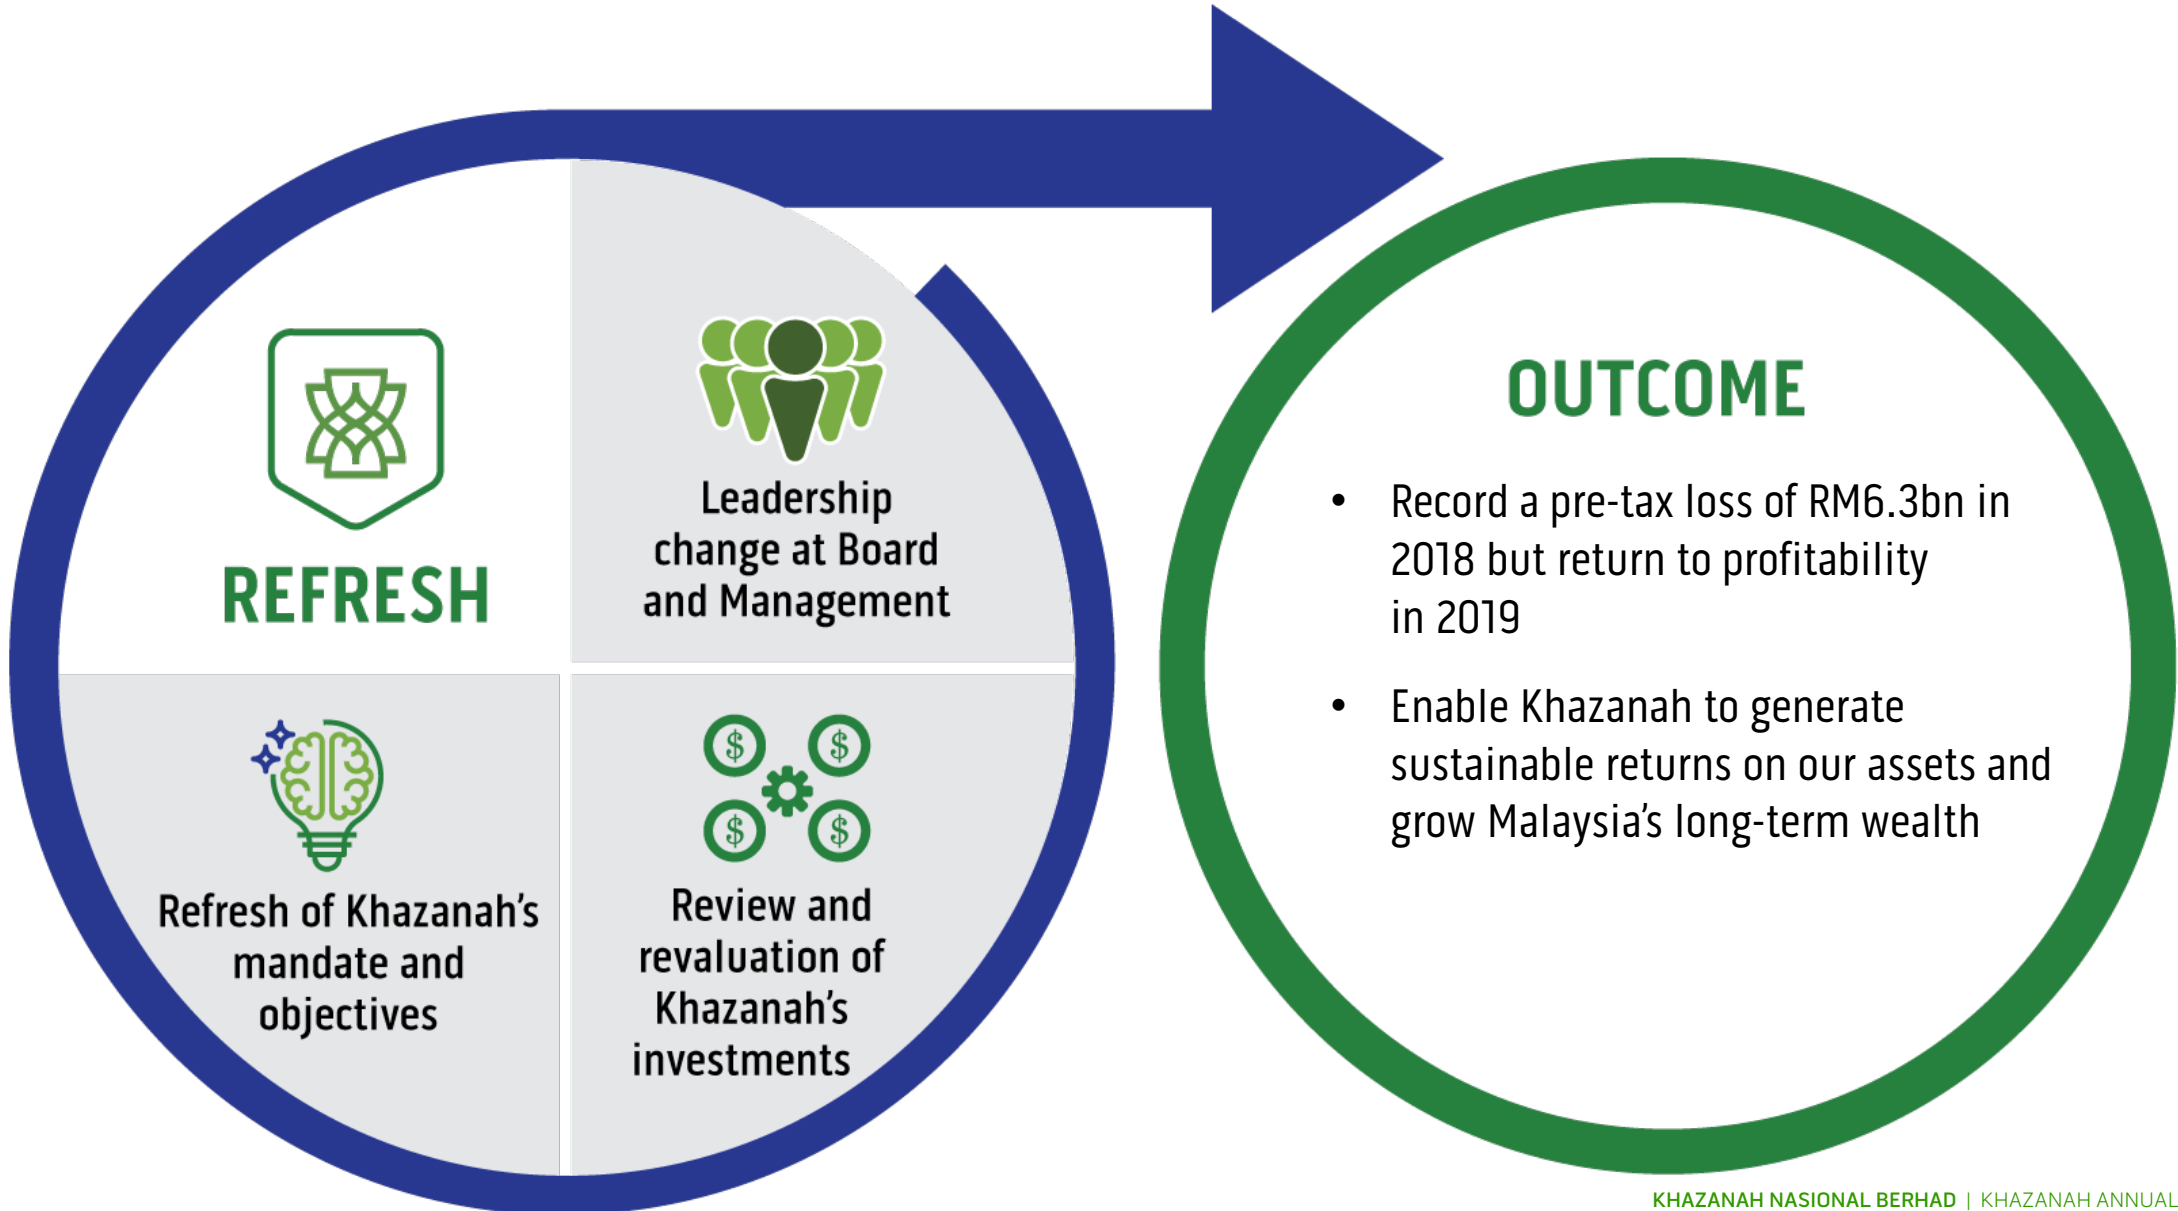 REFRESH
Leadership
change at Board
and Management
Refresh of Khazanah's
mandate and
objectives
$ $
$ $
Review and
revaluation of
Khazanah's
investments
OUTCOME
• Record a pre-tax loss of RM6.3bn in
2018 but return to profitability
in 2019
• Enable Khazanah to generate
sustainable returns on our assets and
grow Malaysia's long-term wealth
KHAZANAH NASIONAL BERHAD | KHAZANAH ANNUAL